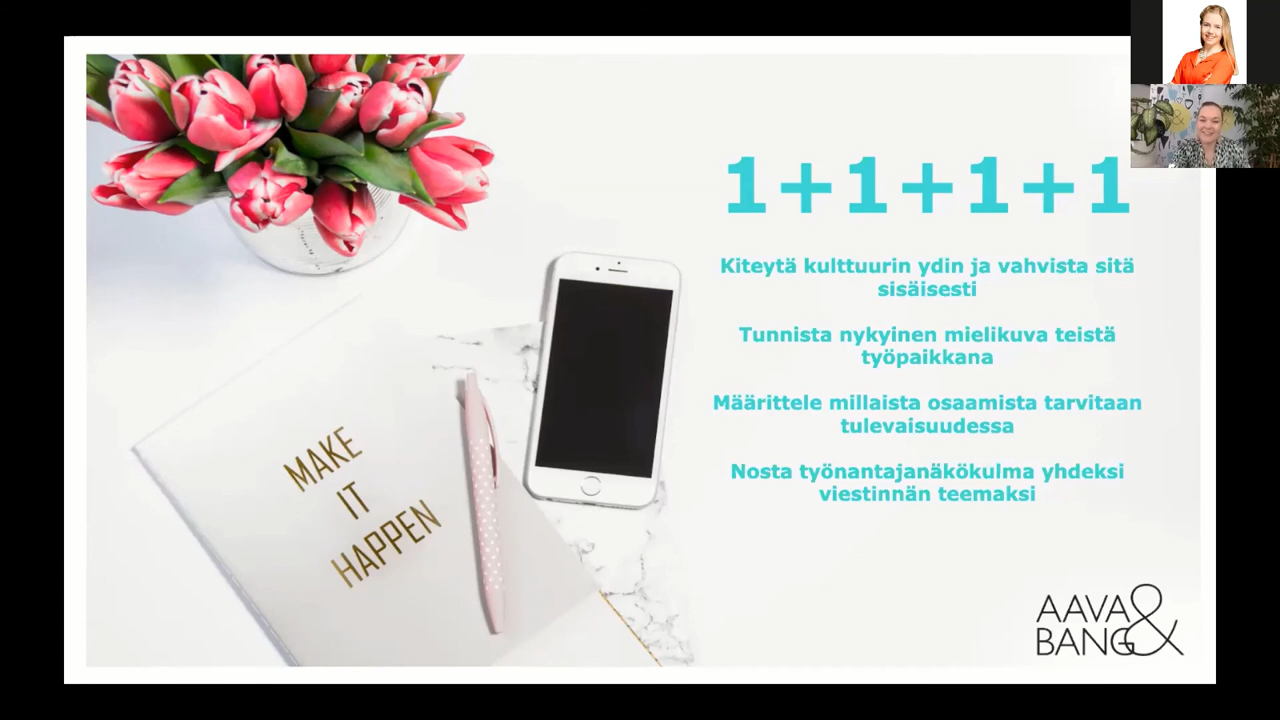 1+1+1+1
Kiteytä kulttuurin ydin ja vahvista sitä
sisäisesti
Tunnista nykyinen mielikuva teistä
työpaikkana
Määrittele millaista osaamista tarvitaan
tulevaisuudessa
Nosta työnantajanäkökulma yhdeksi
viestinnän teemaksi
MAKE
IT
HAPPEN
AAVA &
BANG